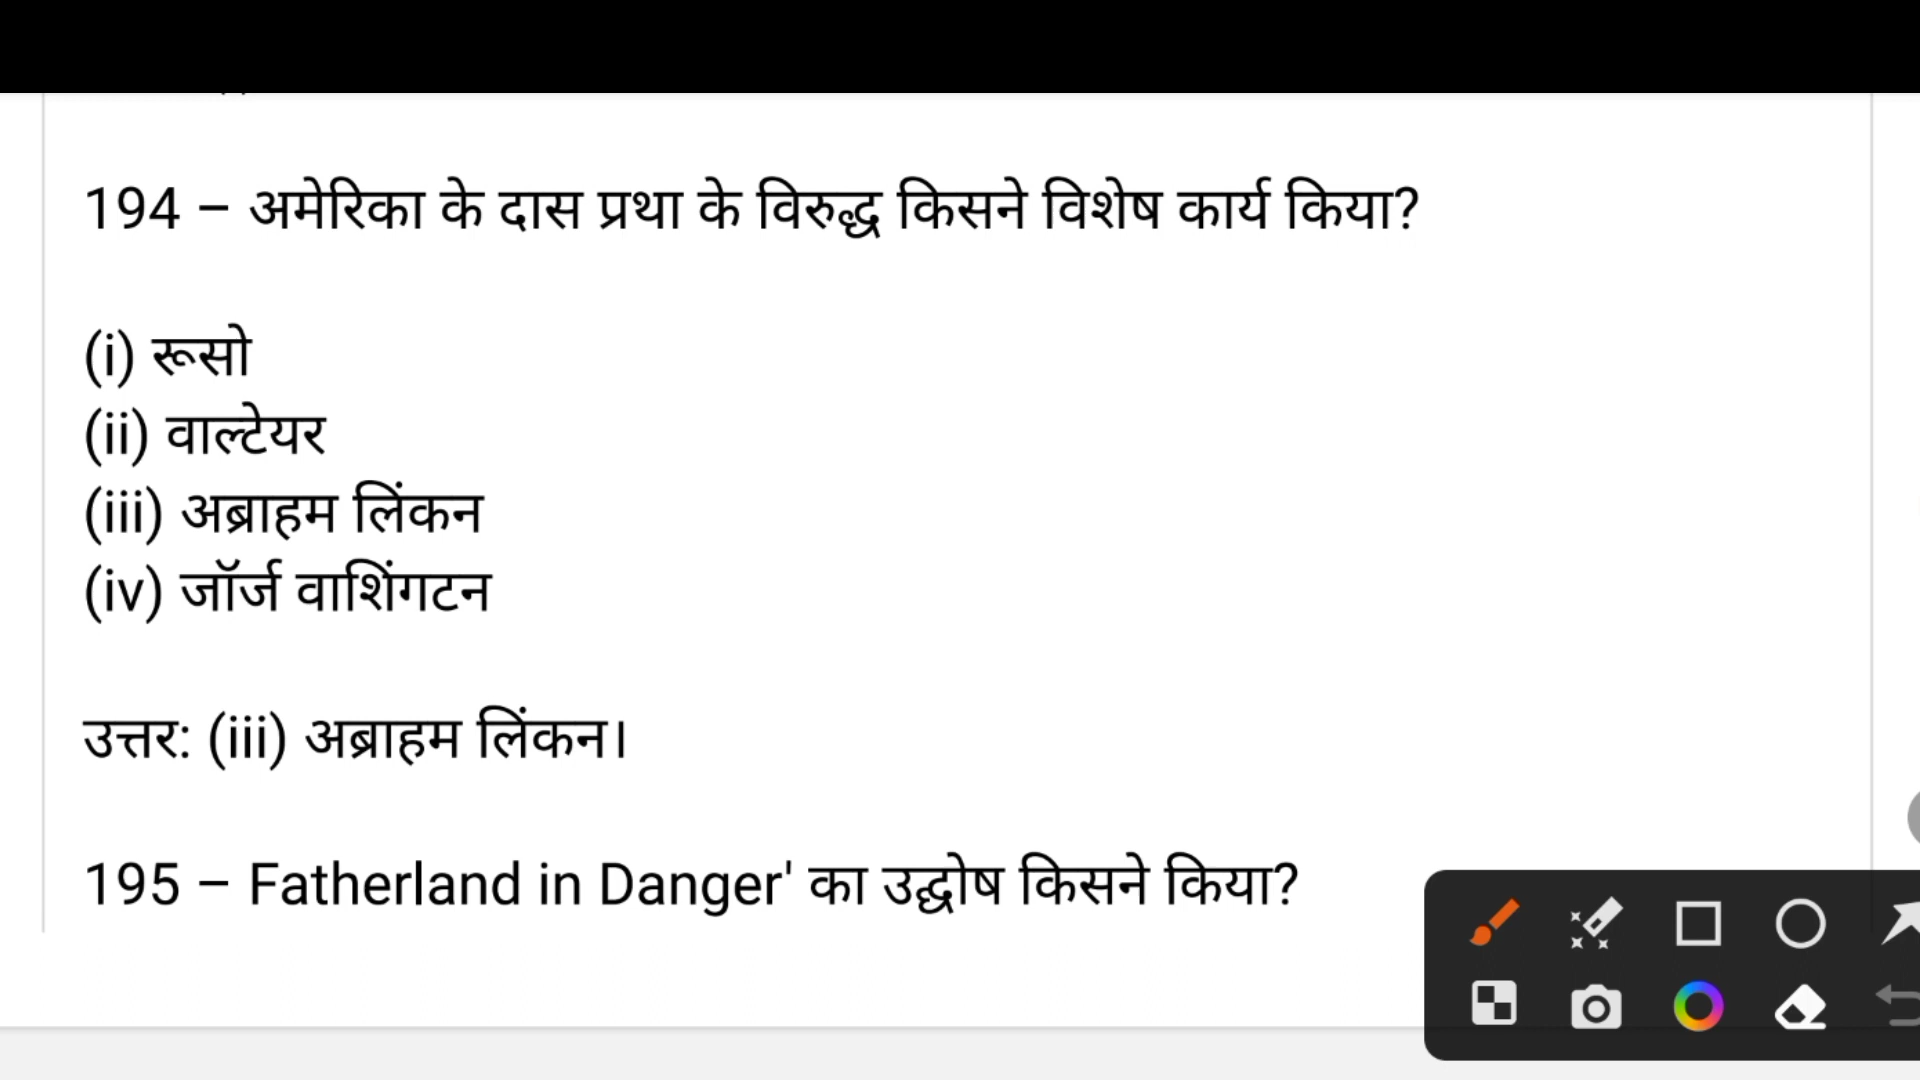 194 – अमेरिका के दास प्रथा के विरुद्ध किसने विशेष कार्य किया?
(i) रूसो
(ii) वाल्टेयर
(iii) अब्राहम लिंकन
(iv) जॉर्ज वाशिंगटन
उत्तर: (iii) अब्राहम लिंकन।
195 – Fatherland in Danger' का उद्घोष किसने किया?